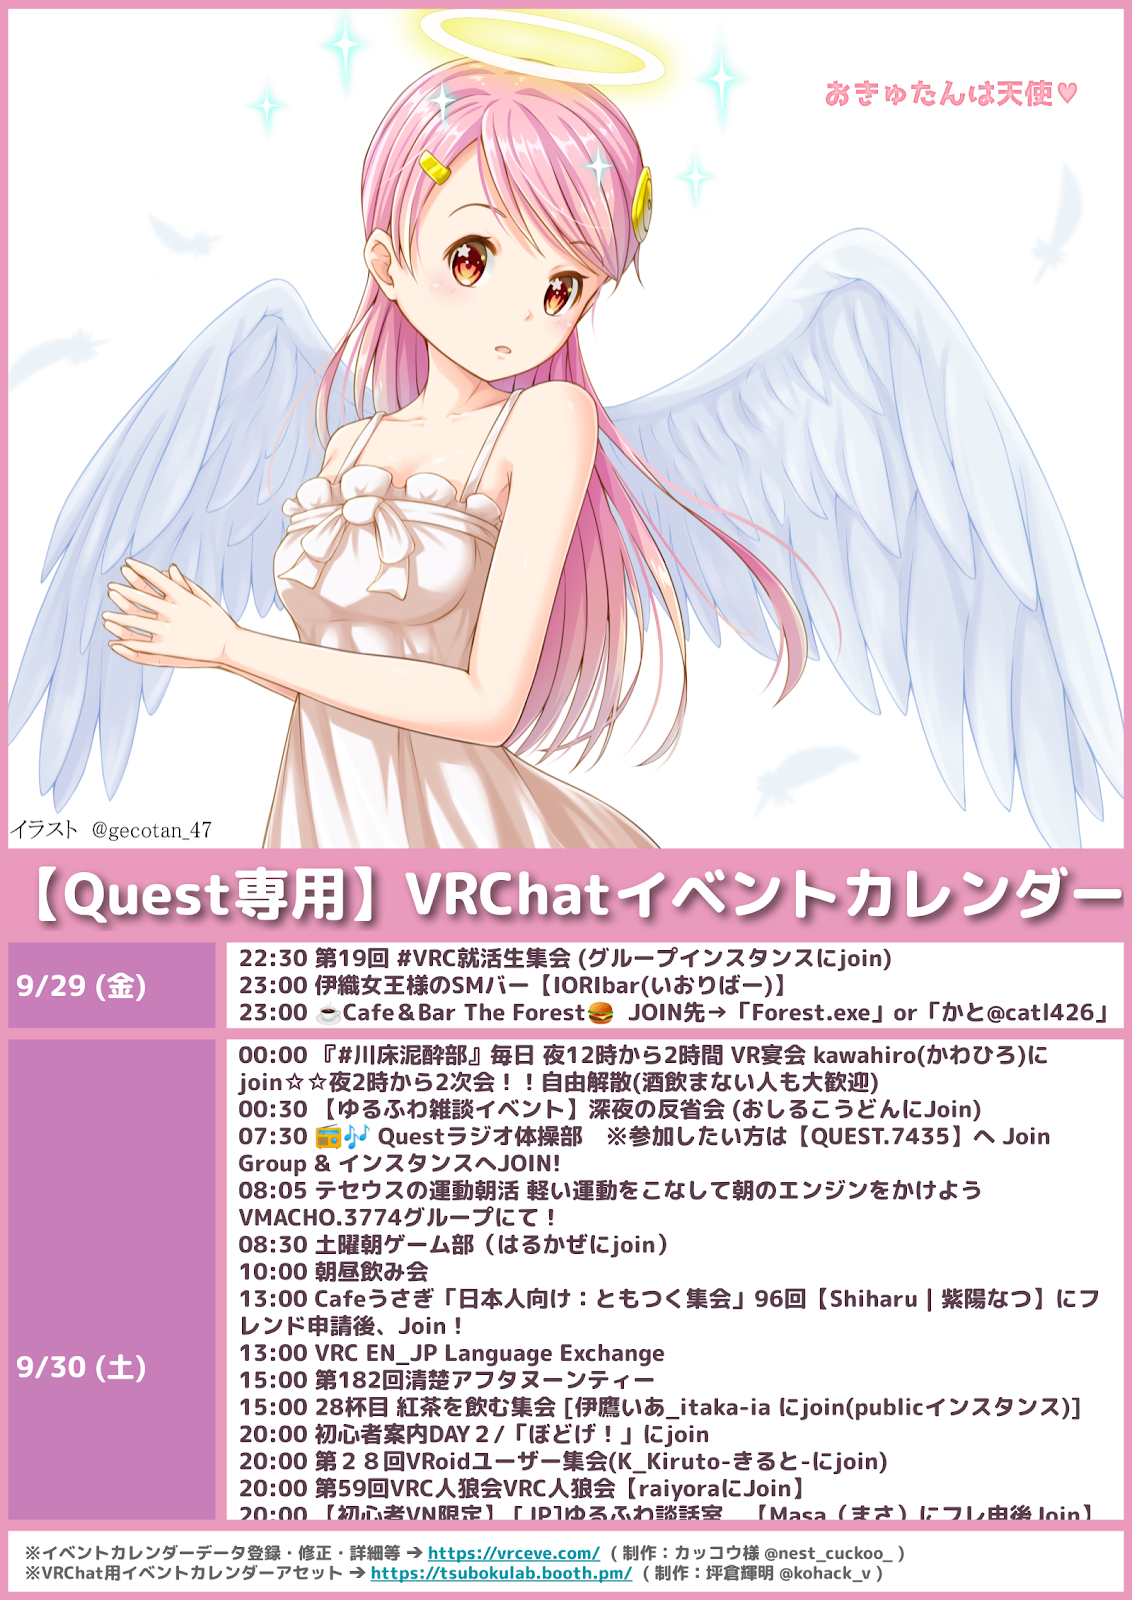 おきゅたんは天使♥
イラスト @gecotan_47
【Quest専用】VRChatイベントカレンダー
9/29 (金)
22:30 第19回 #VRC就活生集会 (グループインスタンスにjoin)
23:00 伊織女王様のSMバー【IORIbar(いおりばー)】
23:00 ☕Cafe＆Bar The Forest🍔 JOIN先→「Forest.exe」or「かと@catl426」
9/30 (土)
00:00 『#川床泥酔部』毎日 夜12時から2時間 VR宴会 kawahiro(かわひろ)に
join☆☆夜2時から2次会！！自由解散(酒飲まない人も大歓迎)
00:30 【ゆるふわ雑談イベント】深夜の反省会 (おしるこうどんにJoin)
07:30 📻🎶 Questラジオ体操部　※参加したい方は【QUEST.7435】へ Join
Group & インスタンスへJOIN!
08:05 テセウスの運動朝活 軽い運動をこなして朝のエンジンをかけよう
VMACHO.3774グループにて！
08:30 土曜朝ゲーム部（はるかぜにjoin）
10:00 朝昼飲み会
13:00 Cafeうさぎ「日本人向け：ともつく集会」96回【Shiharu | 紫陽なつ】にフ
レンド申請後、Join！
13:00 VRC EN_JP Language Exchange
15:00 第182回清楚アフタヌーンティー
15:00 28杯目 紅茶を飲む集会 [伊鷹いあ_itaka-ia にjoin(publicインスタンス)]
20:00 初心者案内DAY２/「ぼどげ！」にjoin
20:00 第２８回VRoidユーザー集会(K_Kiruto-きると-にjoin)
20:00 第59回VRC人狼会VRC人狼会【raiyoraにJoin】
20:00 【初心者VN限定】［JP]ゆるふわ談話室　【Masa（まさ）にフレ申後Join】
※イベントカレンダーデータ登録・修正・詳細等 ➔ https://vrceve.com/（ 制作：カッコウ様 @nest_cuckoo_ ）
※VRChat用イベントカレンダーアセット ➔ https://tsubokulab.booth.pm/（ 制作：坪倉輝明 @kohack_v ）